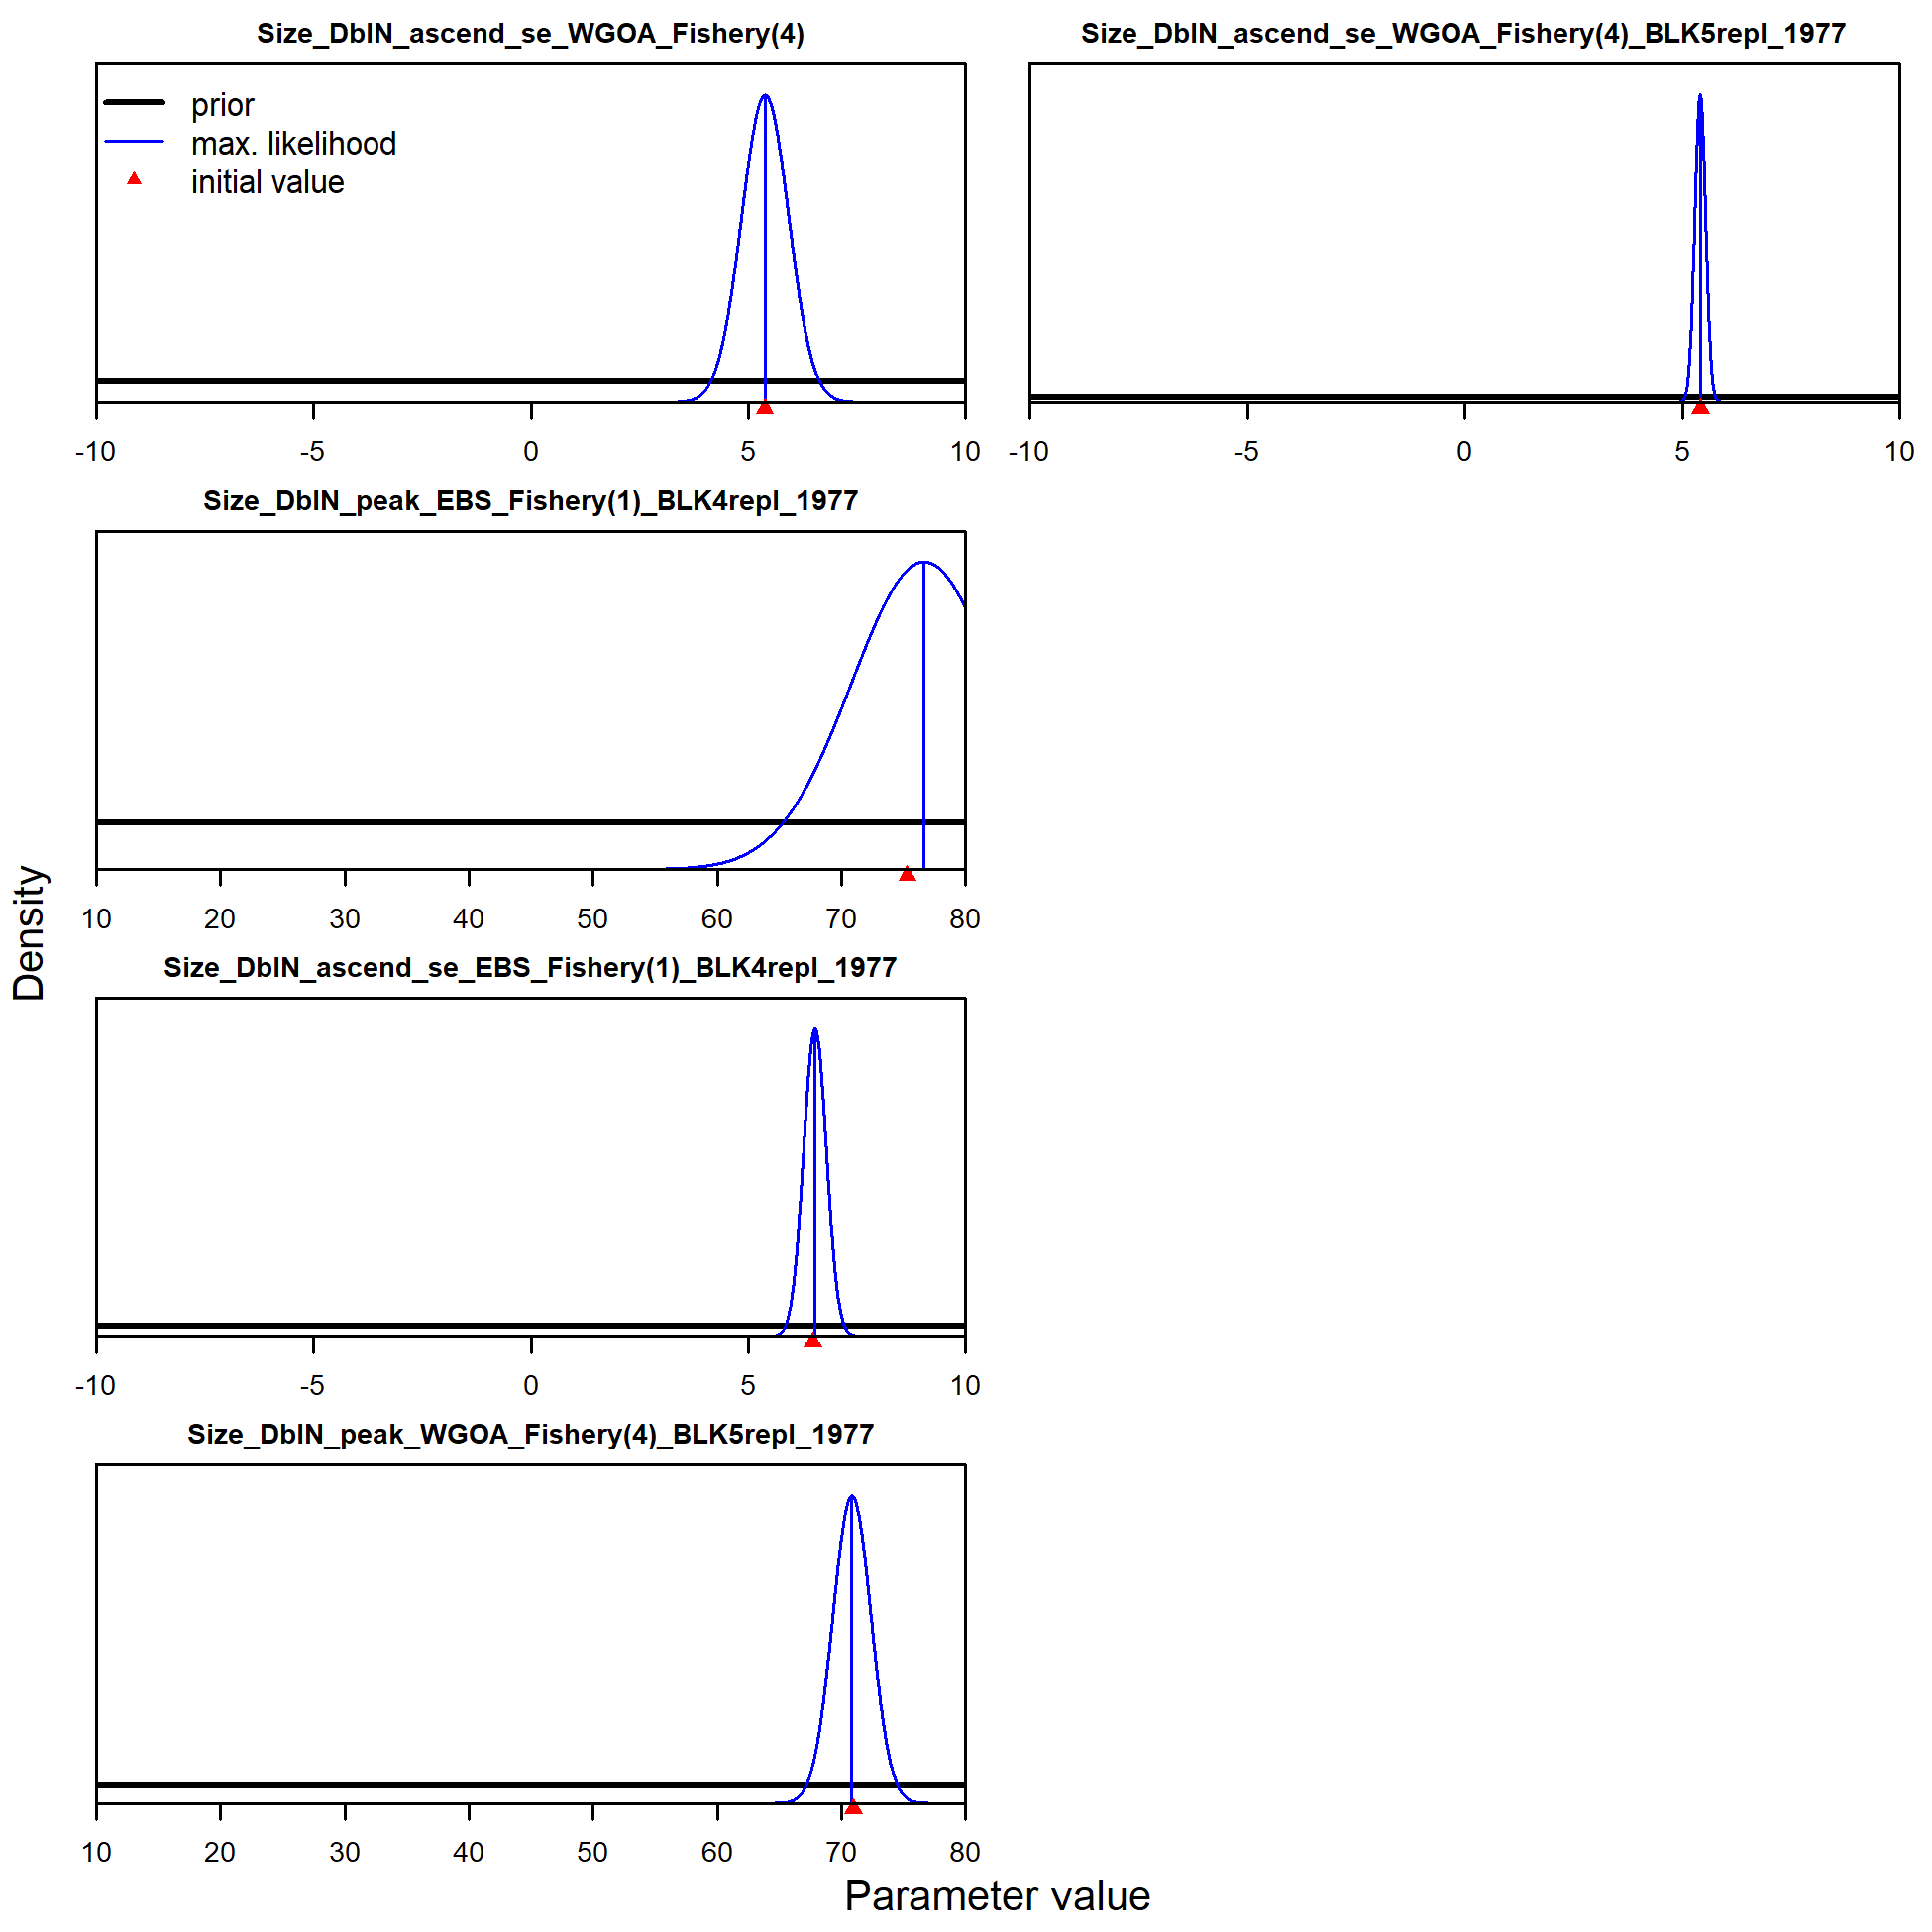 Size_DblN_ascend_se_WGOA_Fishery(4)
prior
max. likelihood
initial value
-10 -5 0 5 10
Size_DblN_ascend_se_WGOA_Fishery(4)_BLK5repl_1977
-10 -5 0 5 10
Size_DblN_peak_EBS_Fishery(1)_BLK4repl_1977
10 20 30 40 50 60 70 80
Size_DblN_ascend_se_EBS_Fishery(1)_BLK4repl_1977
-10 -5 0 5 10
Size_DblN_peak_WGOA_Fishery(4)_BLK5repl_1977
10 20 30 40 50 60 70 80
Density
Parameter value